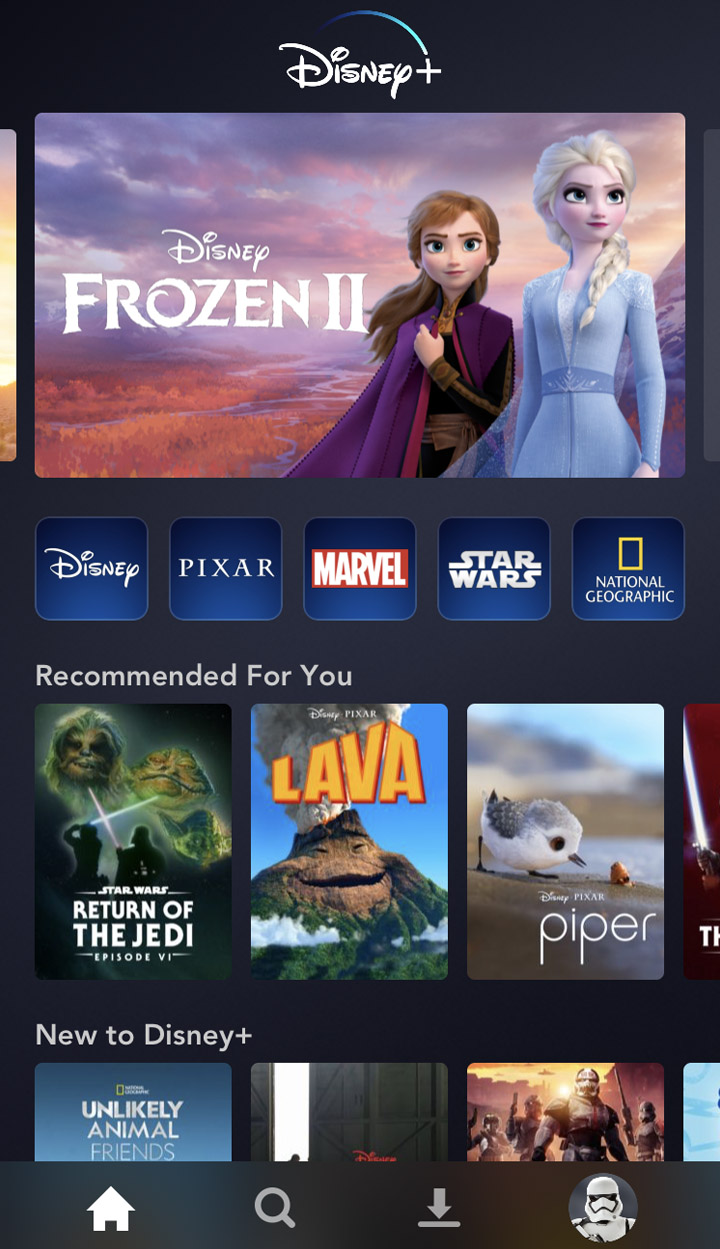 Disney+
Disney
FROZEN II
Disney
PIXAR
MARVEL
STAR
WARS
NATIONAL
GEOGRAPHIC
Recommended For You
STAR WARS
RETURN OF
THE JEDI
EPISODE VI
Disney PIXAR
LAVA
Disney PIXAR
piper
TH
New to Disney+
NATIONAL
GEOGRAPHIC
UNLIKELY
ANIMAL
FRIENDS
Disney